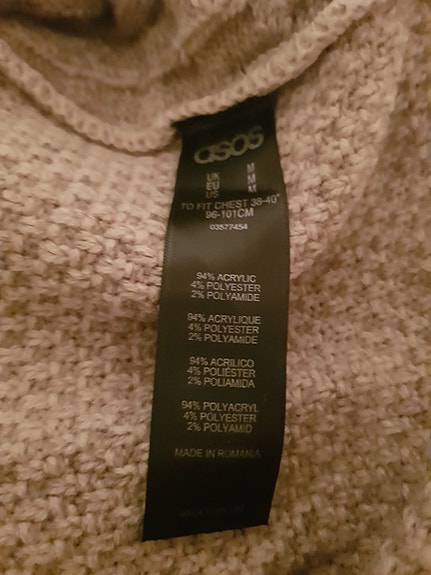 asos
UK M
EU M
US M
TO FIT CHEST 38-40"
96-101CM
03577454
94% ACRYLIC
4% POLYESTER
2% POLYAMIDE
94% ACRYLIQUE
4% POLYESTER
2% POLYAMIDE
94% ACRILICO
4% POLIÉSTER
2% POLIAMIDA
94% POLYACRYL
4% POLYESTER
2% POLYAMID
MADE IN ROMANIA